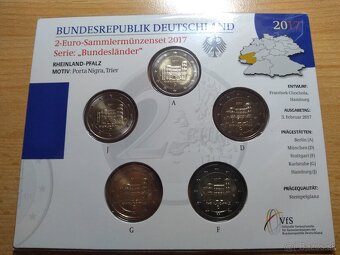 BUNDESREPUBLIK DEUTSCHLAND
2-Euro-Sammlermünzenset 2017
Serie: „Bundesländer“
RHEINLAND-PFALZ
MOTIV: Porta Nigra, Trier
2017
ENTWURF:
Frantisek Chochola,
Hamburg
AUSGABETAG:
3. Februar 2017
PRÄGESTÄTTEN:
Berlin (A)
München (D)
Stuttgart (F)
Karlsruhe (G)
Hamburg (J)
PRÄGEQUALITÄT:
Stempelglanz
A
J
D
G
F
VfS